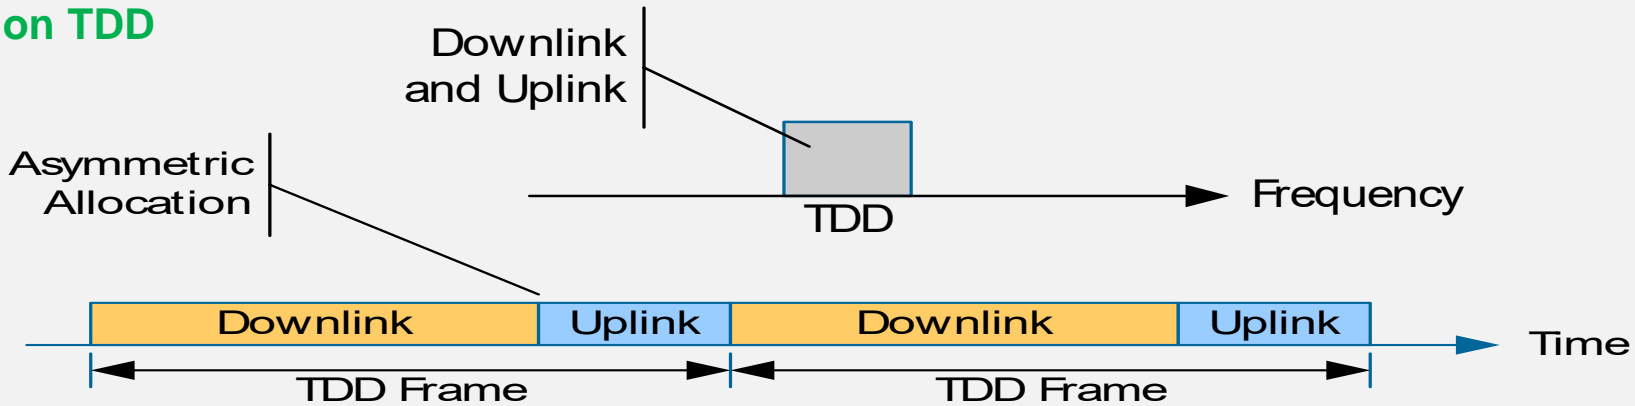 on TDD
Downlink
and Uplink
Asymmetric
Allocation
Frequency
TDD
Downlink Uplink Downlink Uplink
Time
TDD Frame TDD Frame